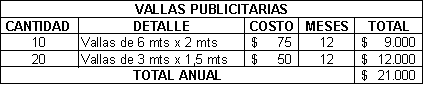 VALLAS PUBLICITARIAS
CANTIDAD DETALLE COSTO MESES TOTAL
10 Vallas de 6 mts x 2 mts $ 75 12 $ 9.000
20 Vallas de 3 mts x 1,5 mts $ 50 12 $ 12.000
TOTAL ANUAL $ 21.000